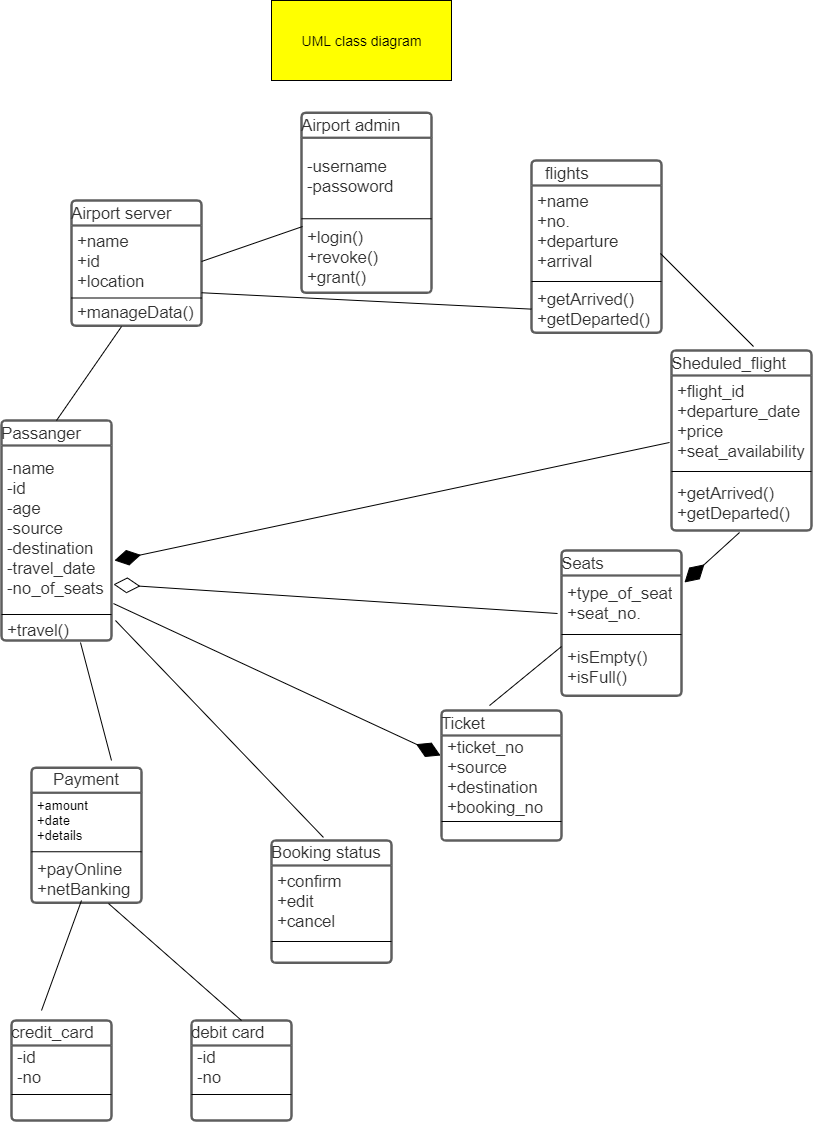 UML class diagram
Airport admin
-username
-passoword
+login()
+revoke()
+grant()
flights
+name
+no.
+departure
+arrival
+getArrived()
+getDeparted()
Airport server
+name
+id
+location
+manageData()
Sheduled_flight
+flight_id
+departure_date
+price
+seat_availability
+getArrived()
+getDeparted()
Passanger
-name
-id
-age
-source
-destination
-travel_date
-no_of_seats
+travel()
Seats
+type_of_seat
+seat_no.
+isEmpty()
+isFull()
Ticket
+ticket_no
+source
+destination
+booking_no
Payment
+amount
+date
+details
+payOnline
+netBanking
Booking status
+confirm
+edit
+cancel
credit_card
-id
-no
debit card
-id
-no